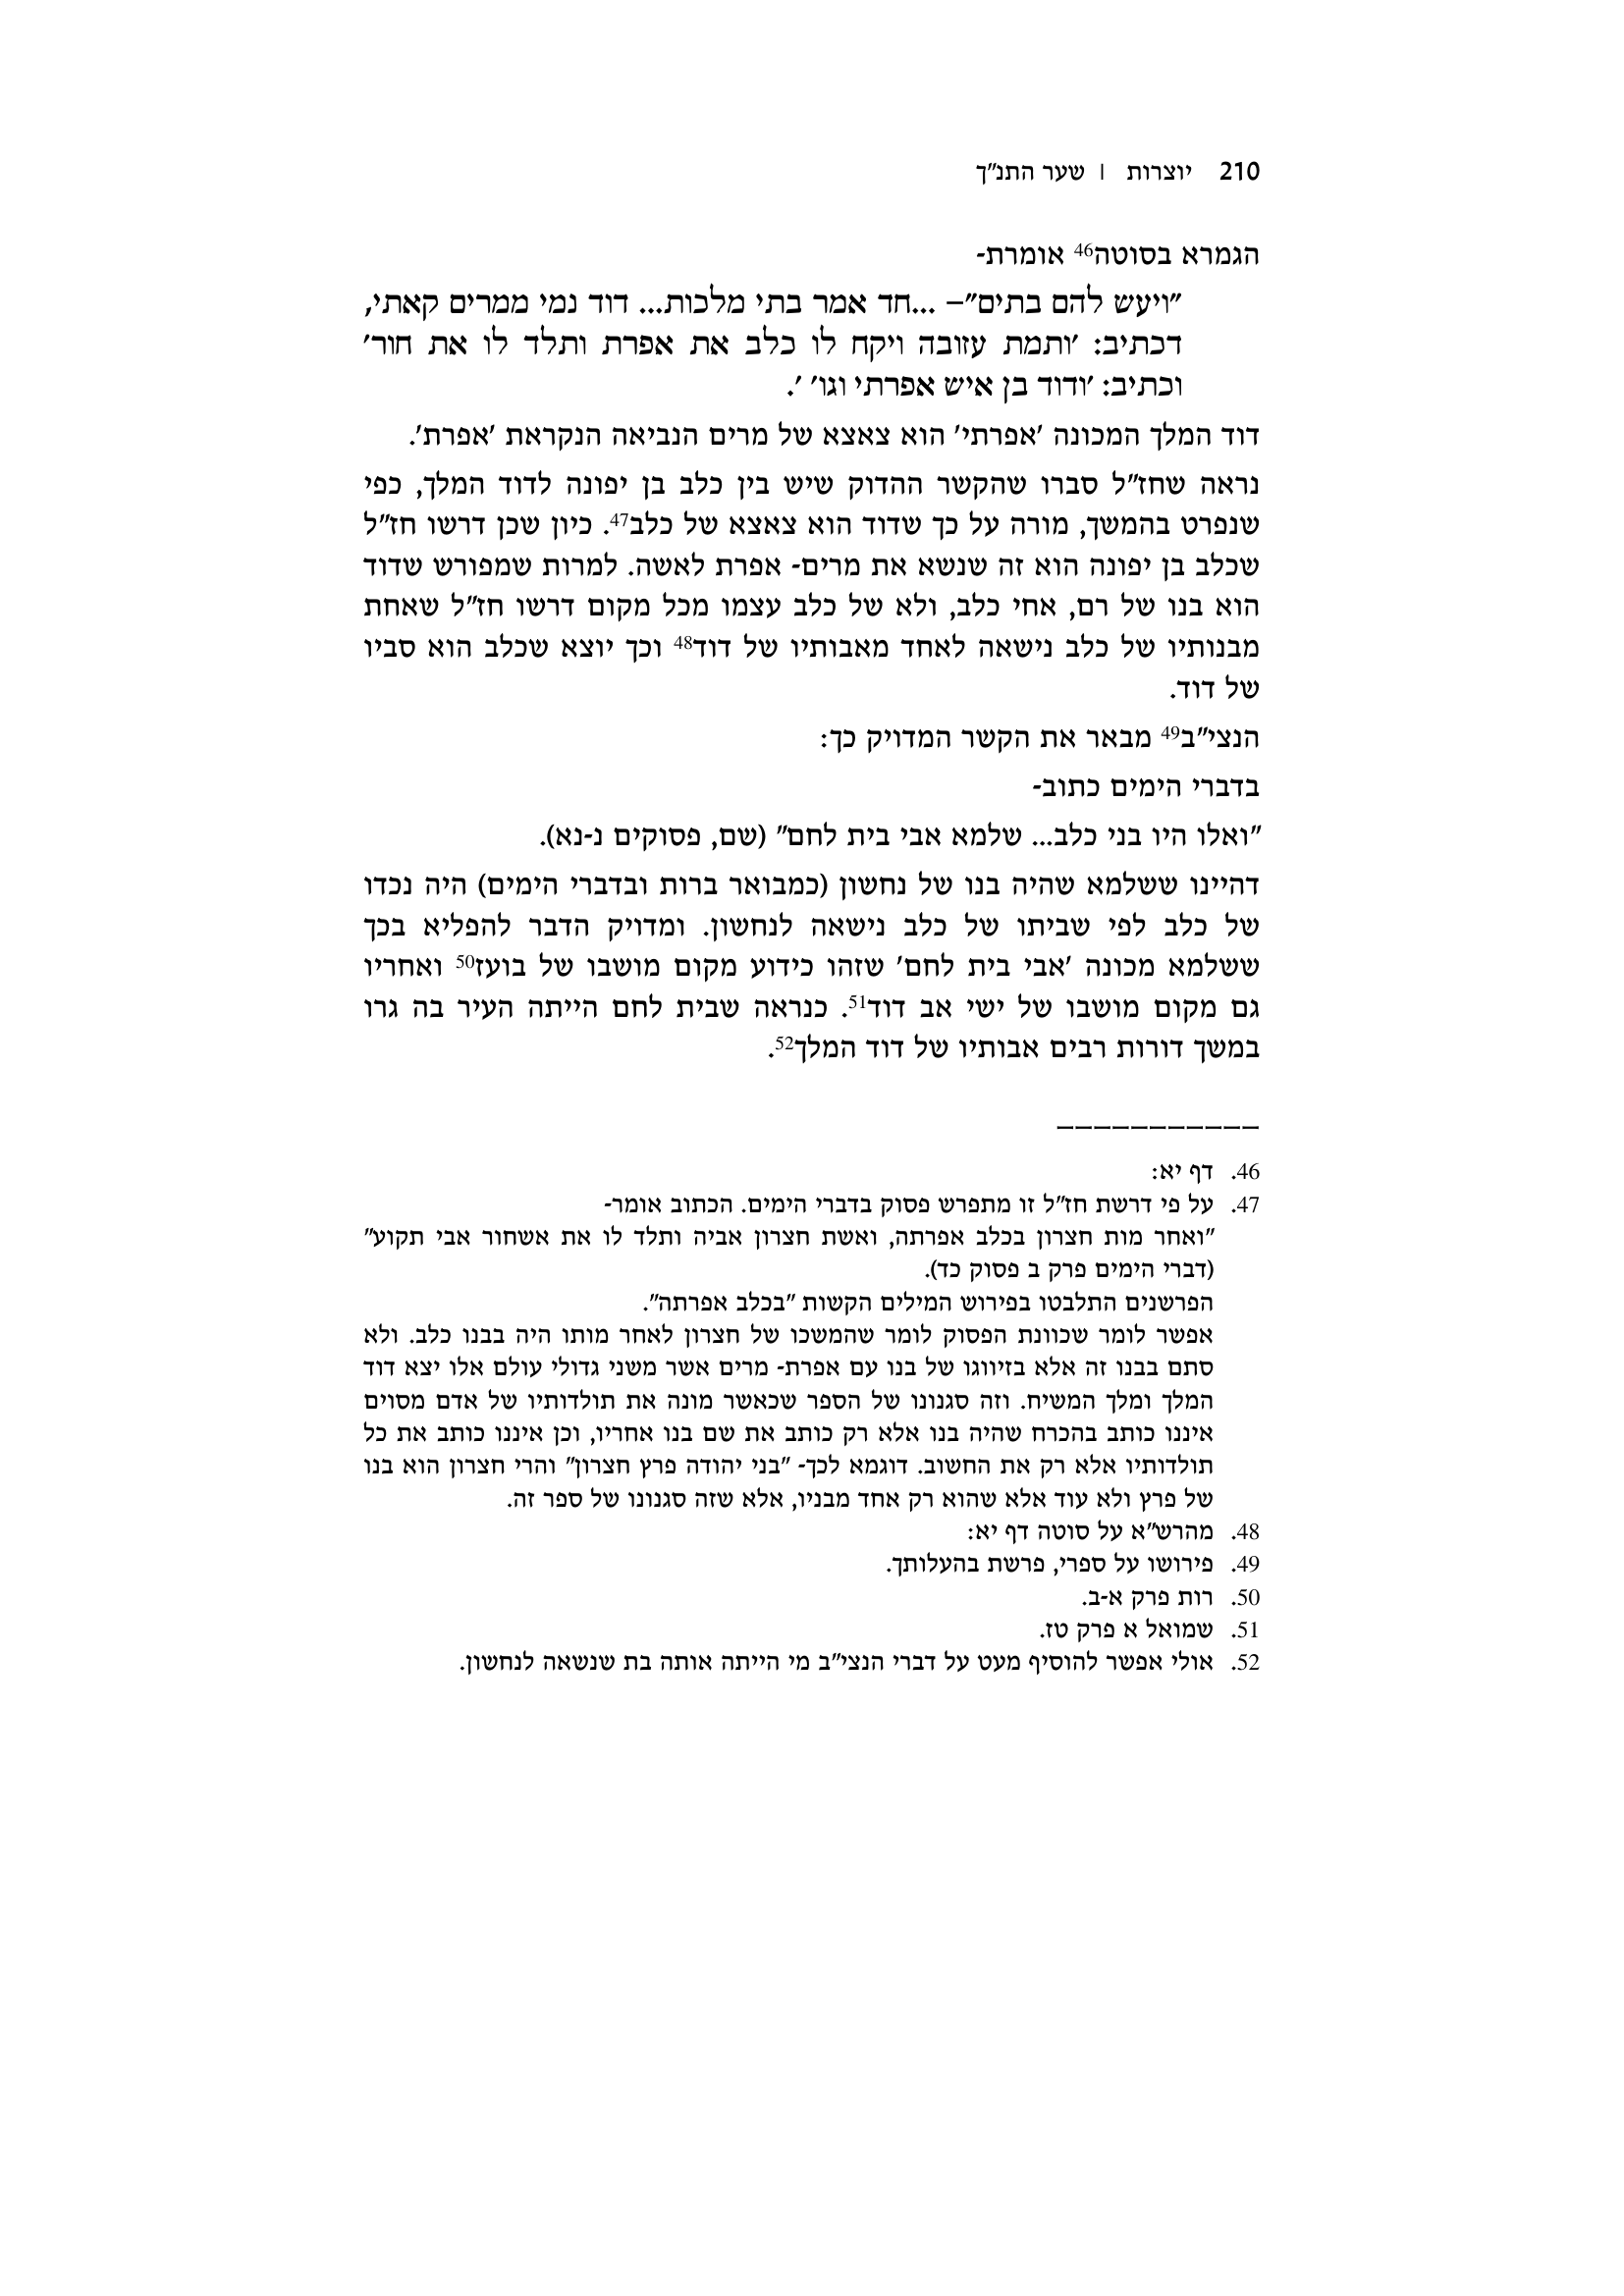 210 יוצרות | שער התנ"ך
הגמרא בסוטה46 אומרת-
"ויעש להם בתים"– ...חד אמר בתי מלכות... דוד נמי ממרים קאתי,
דכתיב: 'ותמת עזובה ויקח לו כלב את אפרת ותלד לו את חור'
וכתיב: 'ודוד בן איש אפרתי וגו' '.
דוד המלך המכונה 'אפרתי' הוא צאצא של מרים הנביאה הנקראת 'אפרת'.
נראה שחז"ל סברו שהקשר ההדוק שיש בין כלב בן יפונה לדוד המלך, כפי
שנפרט בהמשך, מורה על כך שדוד הוא צאצא של כלב47. כיון שכן דרשו חז"ל
שכלב בן יפונה הוא זה שנשא את מרים- אפרת לאשה. למרות שמפורש שדוד
הוא בנו של רם, אחי כלב, ולא של כלב עצמו מכל מקום דרשו חז"ל שאחת
מבנותיו של כלב נישאה לאחד מאבותיו של דוד48 וכך יוצא שכלב הוא סביו
של דוד.
הנצי"ב49 מבאר את הקשר המדויק כך:
בדברי הימים כתוב-
"ואלו היו בני כלב... שלמא אבי בית לחם" (שם, פסוקים נ-נא).
דהיינו ששלמא שהיה בנו של נחשון (כמבואר ברות ובדברי הימים) היה נכדו
של כלב לפי שביתו של כלב נישאה לנחשון. ומדויק הדבר להפליא בכך
ששלמא מכונה 'אבי בית לחם' שזהו כידוע מקום מושבו של בועז50 ואחריו
גם מקום מושבו של ישי אב דוד51. כנראה שבית לחם הייתה העיר בה גרו
במשך דורות רבים אבותיו של דוד המלך52.
–––––––––––
46. דף יא:
47. על פי דרשת חז"ל זו מתפרש פסוק בדברי הימים. הכתוב אומר-
"ואחר מות חצרון בכלב אפרתה, ואשת חצרון אביה ותלד לו את אשחור אבי תקוע"
(דברי הימים פרק ב פסוק כד).
הפרשנים התלבטו בפירוש המילים הקשות "בכלב אפרתה".
אפשר לומר שכוונת הפסוק לומר שהמשכו של חצרון לאחר מותו היה בבנו כלב. ולא
סתם בבנו זה אלא בזיווגו של בנו עם אפרת- מרים אשר משני גדולי עולם אלו יצא דוד
המלך ומלך המשיח. וזה סגנונו של הספר שכאשר מונה את תולדותיו של אדם מסוים
איננו כותב בהכרח שהיה בנו אלא רק כותב את שם בנו אחריו, וכן איננו כותב את כל
תולדותיו אלא רק את החשוב. דוגמא לכך- "בני יהודה פרץ חצרון" והרי חצרון הוא בנו
של פרץ ולא עוד אלא שהוא רק אחד מבניו, אלא שזה סגנונו של ספר זה.
48. מהרש"א על סוטה דף יא:
49. פירושו על ספרי, פרשת בהעלותך.
50. רות פרק א-ב.
51. שמואל א פרק טז.
52. אולי אפשר להוסיף מעט על דברי הנצי"ב מי הייתה אותה בת שנשאה לנחשון.